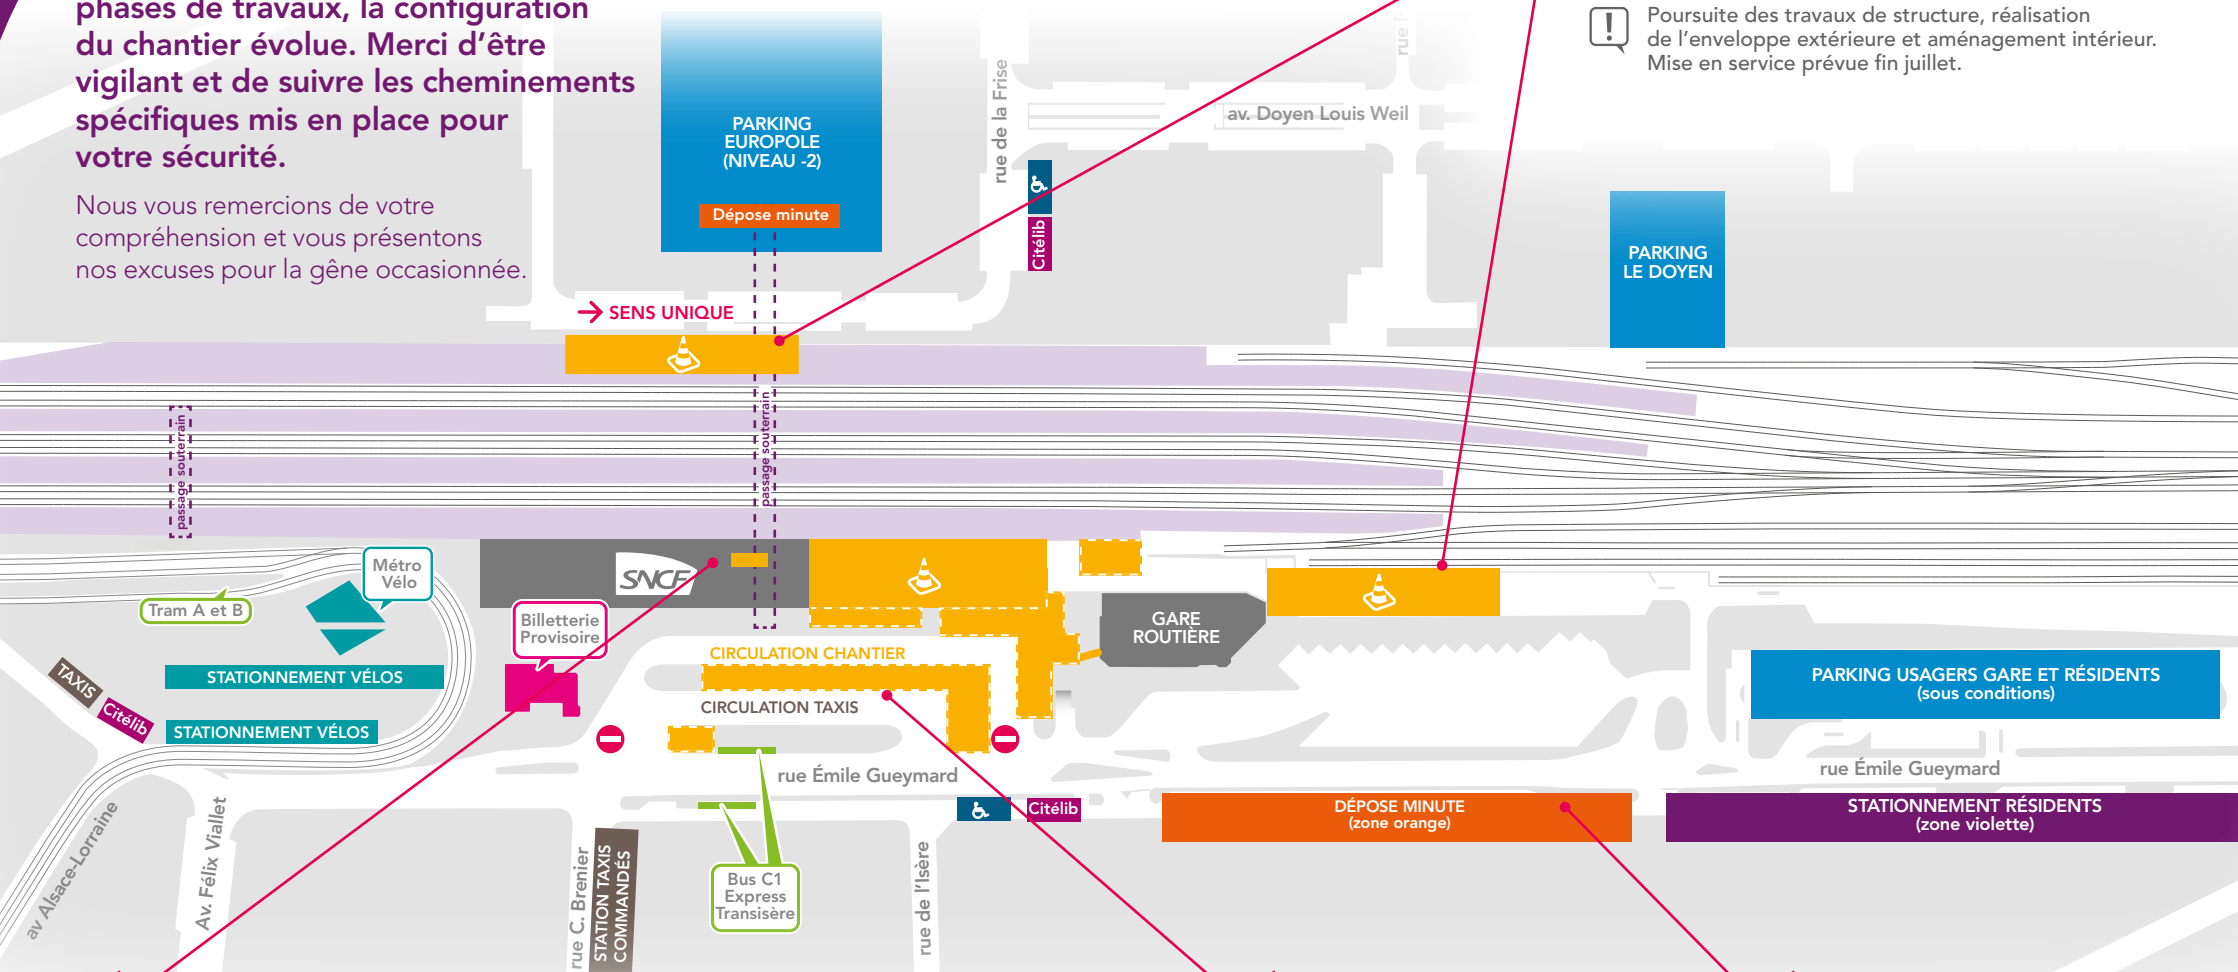 phases de travaux, la configuration
du chantier évolue. Merci d'être
vigilant et de suivre les cheminements
spécifiques mis en place pour
votre sécurité.
Nous vous remercions de votre
compréhension et vous présentons
nos excuses pour la gêne occasionnée.
Poursuite des travaux de structure, réalisation
de l'enveloppe extérieure et aménagement intérieur.
Mise en service prévue fin juillet.
PARKING
EUROPOLE
(NIVEAU -2)
Dépose minute
rue de la Frise
av. Doyen Louis Weil
Citélib
PARKING
LE DOYEN
SENS UNIQUE
passage souterrain
passage souterrain
Métro
Vélo
Tram A et B
SNCF
Billetterie
Provisoire
GARE
ROUTIÈRE
TAXIS
Citélib
STATIONNEMENT VÉLOS
STATIONNEMENT VÉLOS
CIRCULATION CHANTIER
CIRCULATION TAXIS
PARKING USAGERS GARE ET RÉSIDENTS
(sous conditions)
rue Émile Gueymard
rue Émile Gueymard
Citélib
DÉPOSE MINUTE
(zone orange)
STATIONNEMENT RÉSIDENTS
(zone violette)
av Alsace-Lorraine
Av. Félix Viallet
rue C. Brenier
STATION TAXIS
COMMANDÉS
Bus C1
Express
Transisère
rue de l'Isère